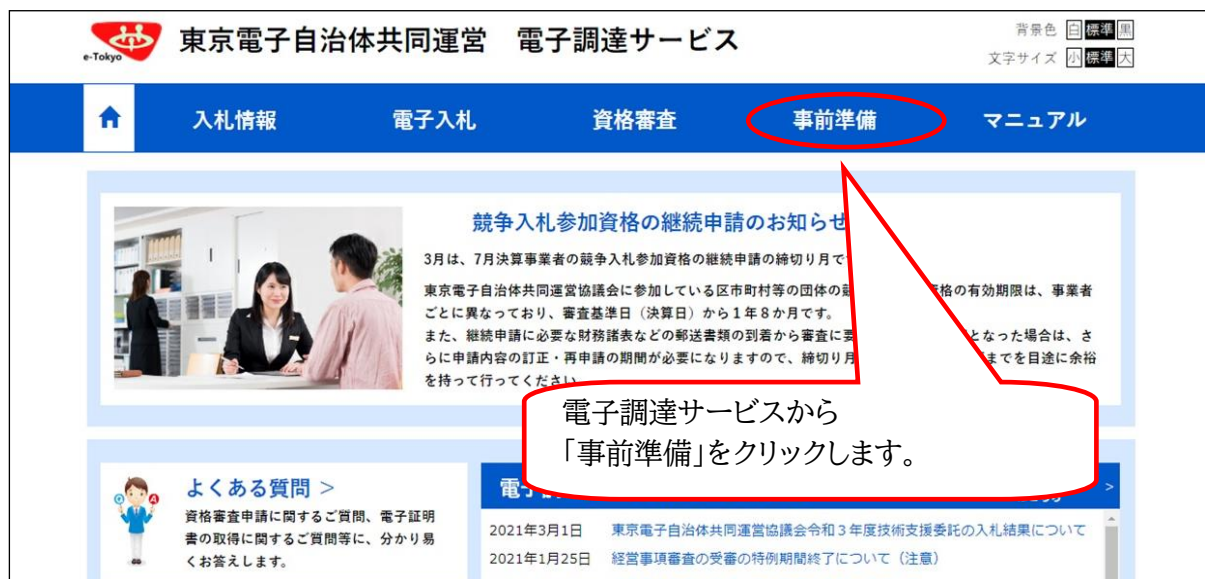 e-Tokyo
東京電子自治体共同運営　電子調達サービス
背景色 白 標準 黒
文字サイズ 小 標準 大
入札情報
電子入札
資格審査
事前準備
マニュアル
競争入札参加資格の継続申請のお知らせ
3月は、7月決算事業者の競争入札参加資格の継続申請の締切り月で
東京電子自治体共同運営協議会に参加している区市町村等の団体の
格の有効期限は、事業者
ごとに異なっており、審査基準日（決算日）から１年８か月です。
また、継続申請に必要な財務諸表などの郵送書類の到着から審査に
となった場合は、さ
らに申請内容の訂正・再申請の期間が必要になりますので、締切り月
までを目途に余裕
を持って行ってください
電子調達サービスから
「事前準備」をクリックします。
よくある質問 >
資格審査申請に関するご質問、電子証明
書の取得に関するご質問等に、分かり易
くお答えします。
電子
>
2021年3月1日　東京電子自治体共同運営協議会令和３年度技術支援委託の入札結果について
2021年1月25日　経営事項審査の受審の特例期間終了について（注意）